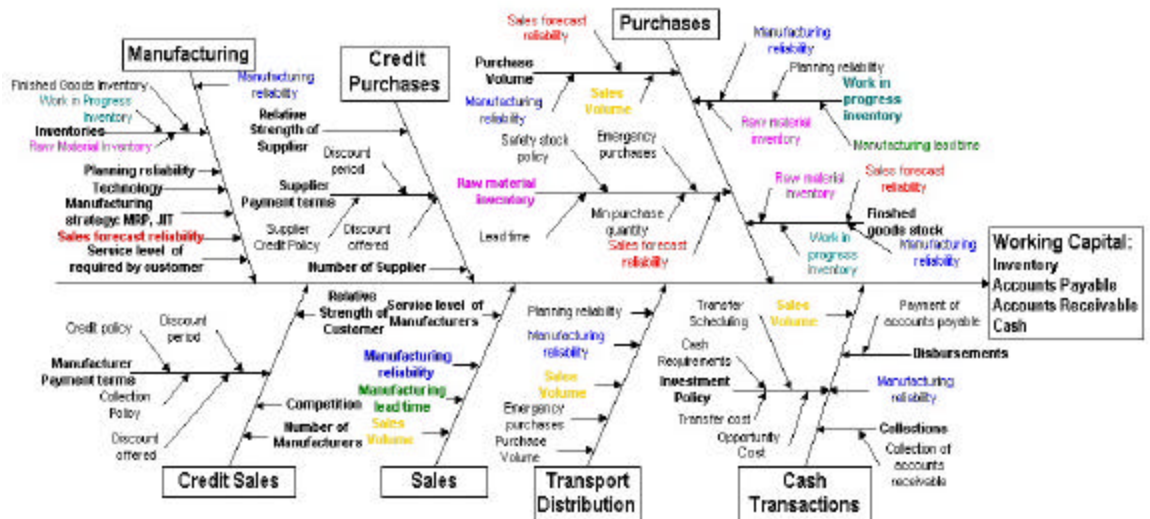 Manufacturing
Manufacturing
reliability
Finished Goods Inventory
Work in Progress
Inventory
Inventories
Raw Material Inventory
Planning reliability
Technology
Manufacturing
strategy: MRP, JIT
Sales forecast reliability
Service level of
required by customer
Credit
Purchases
Relative
Strength of
Supplier
Discount
period
Supplier
Payment terms
Supplier
Credit Policy
Discount
offered
Number of Supplier
Purchases
Sales forecast
reliability
Purchase
Volume
Manufacturing
reliability
Sales
Volume
Manufacturing
reliability
Planning reliability
Work in
progress
inventory
Raw material
inventory
Manufacturing lead time
Safety stock
policy
Emergency
purchases
Raw material
inventory
Lead time
Min purchase
quantity
Sales forecast
reliability
Raw material
inventory
Sales forecast
reliability
Finshed
goods stock
Work in
progress inventory
Manufacturing
reliability
Working Capital:
Inventory
Accounts Payable
Accounts Receivable
Cash
Credit policy
Discount
period
Manufacturer
Payment terms
Collection
Policy
Discount
offered
Relative
Strength of
Customer
Competition
Number of
Manufacturers
Credit Sales
Service level of
Manufacturers
Manufacturing
reliability
Manufacturing
lead time
Sales
Volume
Sales
Planning reliability
Manufacturing
reliability
Sales
Volume
Emergency
purchases
Purchase
Volume
Transport
Distribution
Transfer
Scheduling
Sales
Volume
Cash
Requirements
Investment
Policy
Transfer cost
Opportunity
Cost
Payment of
accounts payable
Disbursements
Manufacturing
reliability
Collections
Collection of
accounts
receivable
Cash
Transactions